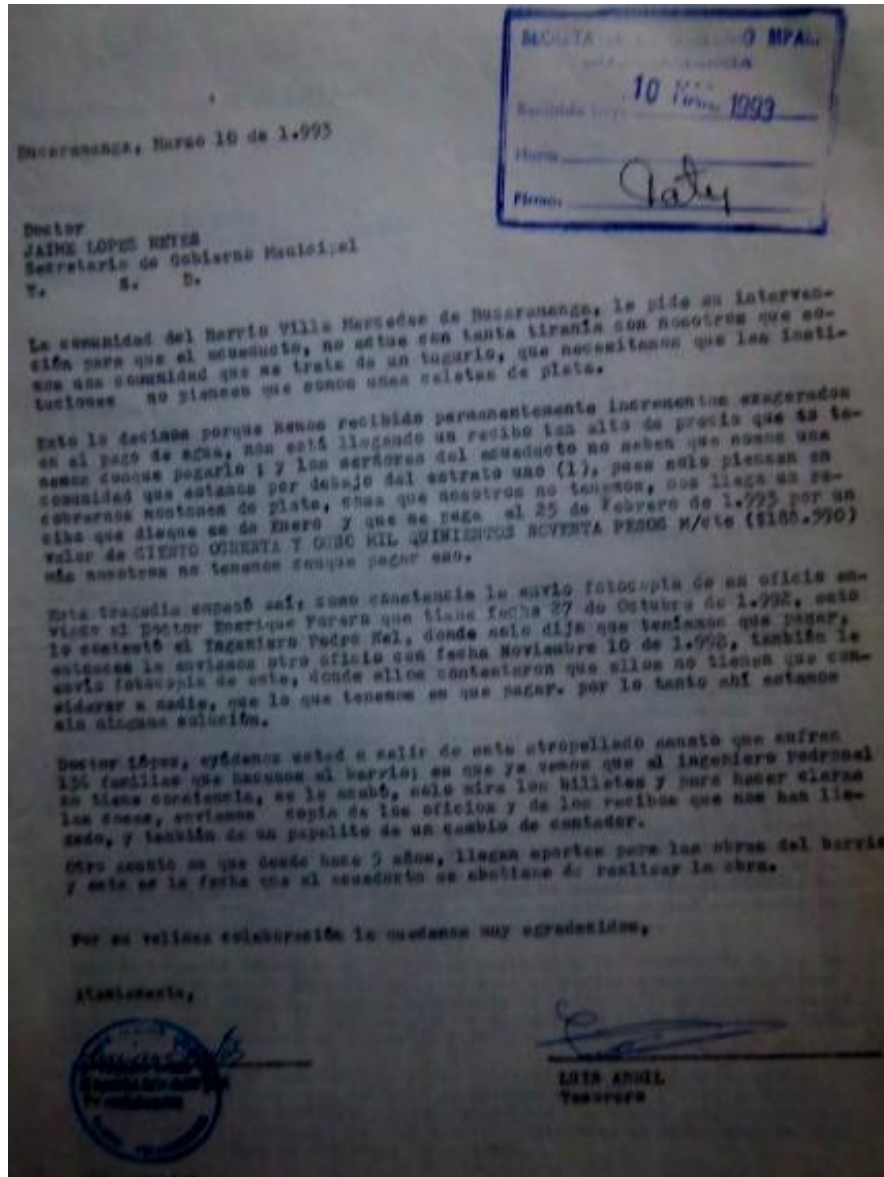 10 1993
Firma:
Bucaramanga, Marzo 10 de 1.993
Doctor
JAIME LOPES REYES
Secretario de Gobierno Municipal
E. S. D.
La comunidad del Barrio Villa Mercedes de Bucaramanga, le pide su interven-
ción para que el acueducto, no actue con tanta tiranía con nosotros que so-
mos una comunidad que se trata de un tugurio, que necesitamos que las insti-
tuciones no piensen que somos unas caletas de plata.
Esto lo decimos porque hemos recibido permanentemente incrementos exagerados
en el pago de agua, nos está llegando un recibo tan alto de precio que no te-
nemos conque pagarlo ; y los señores del acueducto no saben que somos una
comunidad que estamos por debajo del estrato uno (1), pues solo piensan en
cobrarnos montones de plata, cosa que nosotros no tenemos, nos llega un re-
cibo que disque es de Enero y que se paga el 25 de Febrero de 1.993 por un
valor de CIENTO OCHENTA Y OCHO MIL QUINIENTOS NOVENTA PESOS M/cte ($188.590)
más nosotros no tenemos conque pagar eso.
Esta tragedia empesó así, como constancia le envio fotocopia de un oficio en-
viado al Doctor Enerique que tiene fecha 27 de Octubre de 1.992, esto
lo contestó el Ingeniero Pedro Nel, donde solo dijo que teníamos que pagar,
entonces le enviamos otro oficio con fecha Noviembre 10 de 1.992, también le
envio fotocopia de este, donde ellos contestaron que ellos no tienen que con-
siderar a nadie, que lo que tenemos es que pagar. por lo tanto ahí estamos
sin ninguna solución.
Doctor López, ayúdenos usted a salir de este atropellado asunto que sufren
familias que hacemos el barrio; es que ya vemos que al ingeniero Pedronel
no tiene , se le acabó, solo mira los billetes y para hacer claras
las cosas, enviamos copia de los oficios y de los recibos que nos han lle-
gado, y también de un papelito de un cambio de contador.
Otro asunto es que desde hace 5 años, llegan aportes para las obras del barrio
y esta es la fecha que el acueducto se abstiene de realizar la obra.
Por su valiosa colaboración le quedamos muy agradecidos,
Atentamente,
LUIS
Tesorero